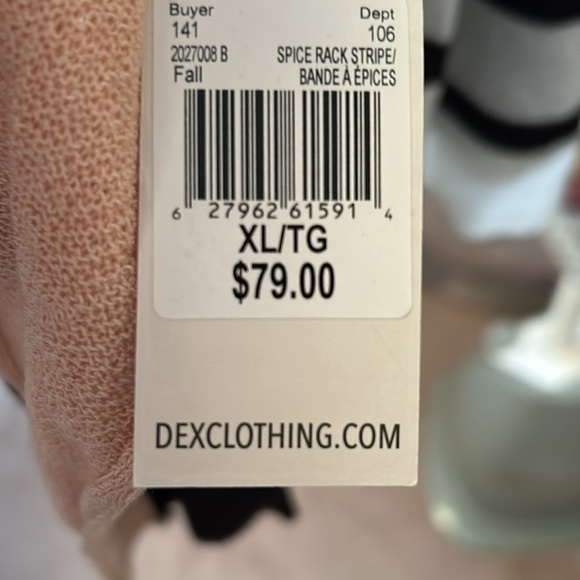 Buyer Dept
141 106
2027008 B SPICE RACK STRIPE/
Fall BANDE À ÉPICES
6 27962 61591 4
XL/TG
$79.00
DEXCLOTHING.COM